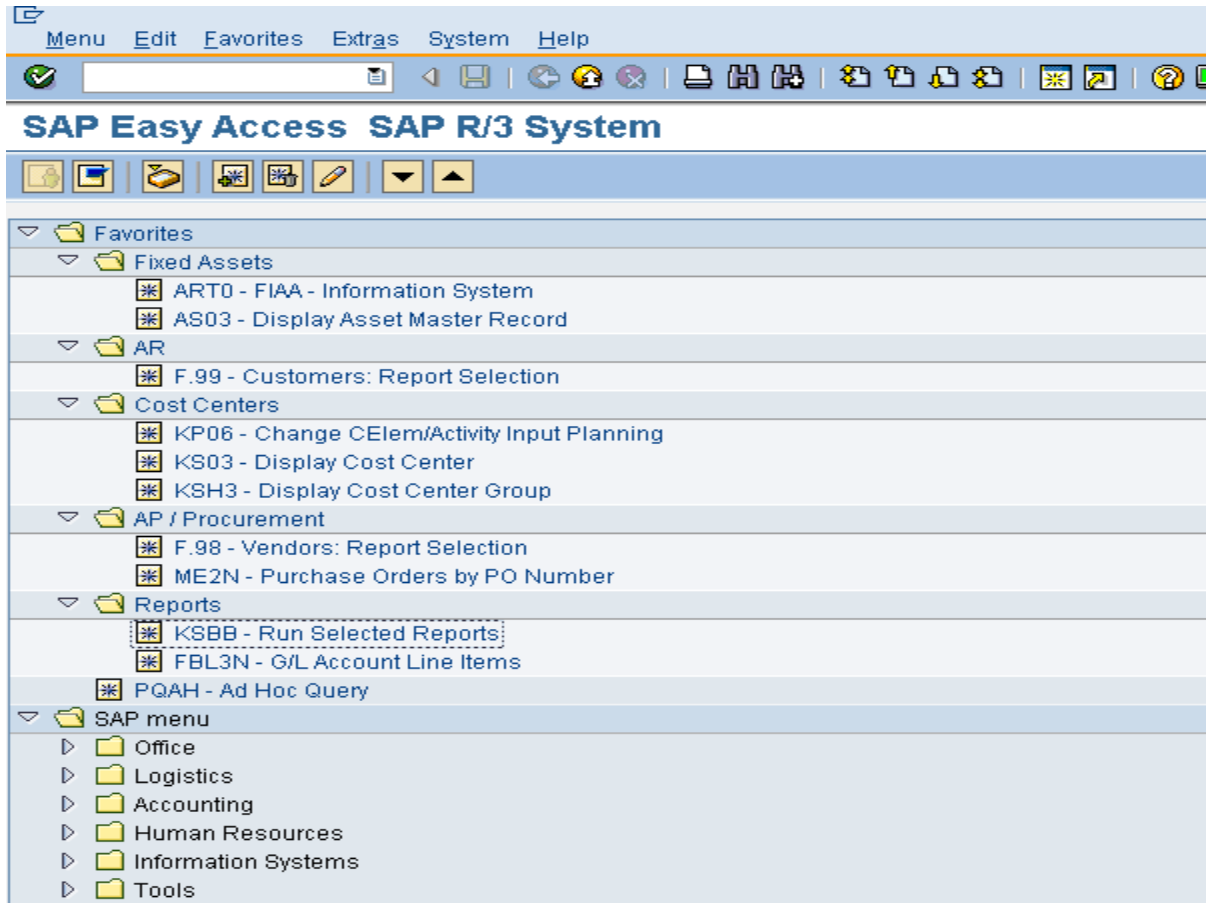 Menu Edit Favorites Extras System Help
SAP Easy Access SAP R/3 System
Favorites
Fixed Assets
ART0 - FIAA - Information System
AS03 - Display Asset Master Record
AR
F.99 - Customers: Report Selection
Cost Centers
KP06 - Change CElem/Activity Input Planning
KS03 - Display Cost Center
KSH3 - Display Cost Center Group
AP / Procurement
F.98 - Vendors: Report Selection
ME2N - Purchase Orders by PO Number
Reports
KSBB - Run Selected Reports
FBL3N - G/L Account Line Items
PQAH - Ad Hoc Query
SAP menu
Office
Logistics
Accounting
Human Resources
Information Systems
Tools